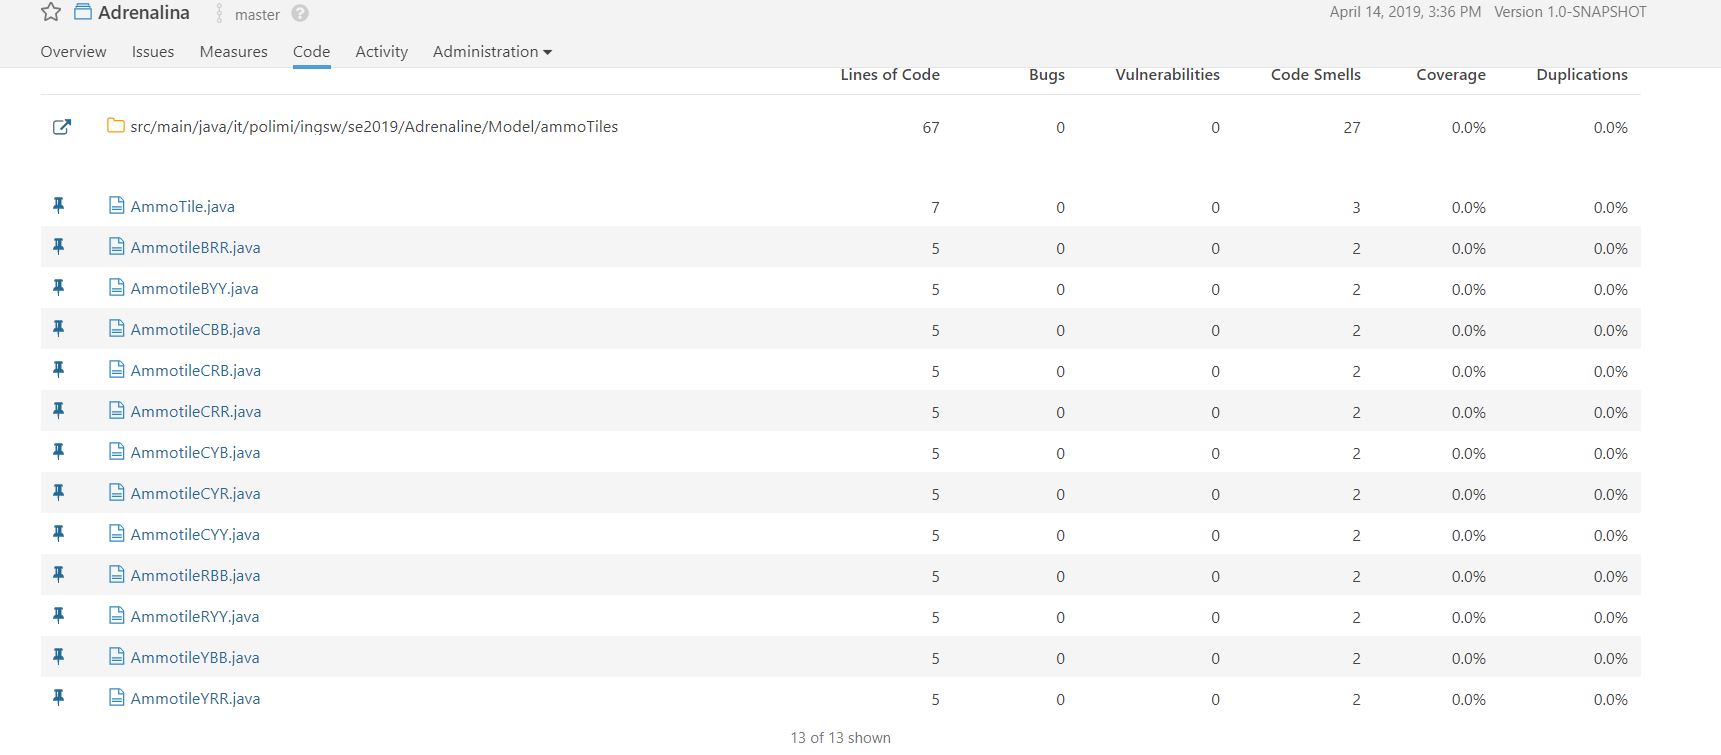 Adrenalina master ? April 14, 2019, 3:36 PM Version 1.0-SNAPSHOT
Overview Issues Measures Code Activity Administration
Lines of Code Bugs Vulnerabilities Code Smells Coverage Duplications
src/main/java/it/polimi/ingsw/se2019/Adrenaline/Model/ammoTiles 67 0 0 27 0.0% 0.0%
AmmoTile.java 7 0 0 3 0.0% 0.0%
AmmotileBRR.java 5 0 0 2 0.0% 0.0%
AmmotileBYY.java 5 0 0 2 0.0% 0.0%
AmmotileCBB.java 5 0 0 2 0.0% 0.0%
AmmotileCRB.java 5 0 0 2 0.0% 0.0%
AmmotileCRR.java 5 0 0 2 0.0% 0.0%
AmmotileCYB.java 5 0 0 2 0.0% 0.0%
AmmotileCYR.java 5 0 0 2 0.0% 0.0%
AmmotileCYY.java 5 0 0 2 0.0% 0.0%
AmmotileRBB.java 5 0 0 2 0.0% 0.0%
AmmotileRYY.java 5 0 0 2 0.0% 0.0%
AmmotileYBB.java 5 0 0 2 0.0% 0.0%
AmmotileYRR.java 5 0 0 2 0.0% 0.0%
13 of 13 shown